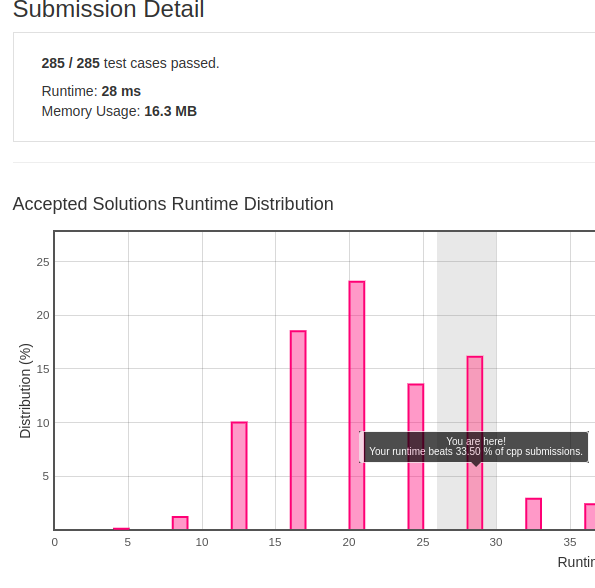 Submission Detail
285 / 285 test cases passed.
Runtime: 28 ms
Memory Usage: 16.3 MB
Accepted Solutions Runtime Distribution
Distribution (%)
25
20
15
10
5
You are here!
Your runtime beats 33.50 % of cpp submissions.
0 5 10 15 20 25 30 35
Runtir